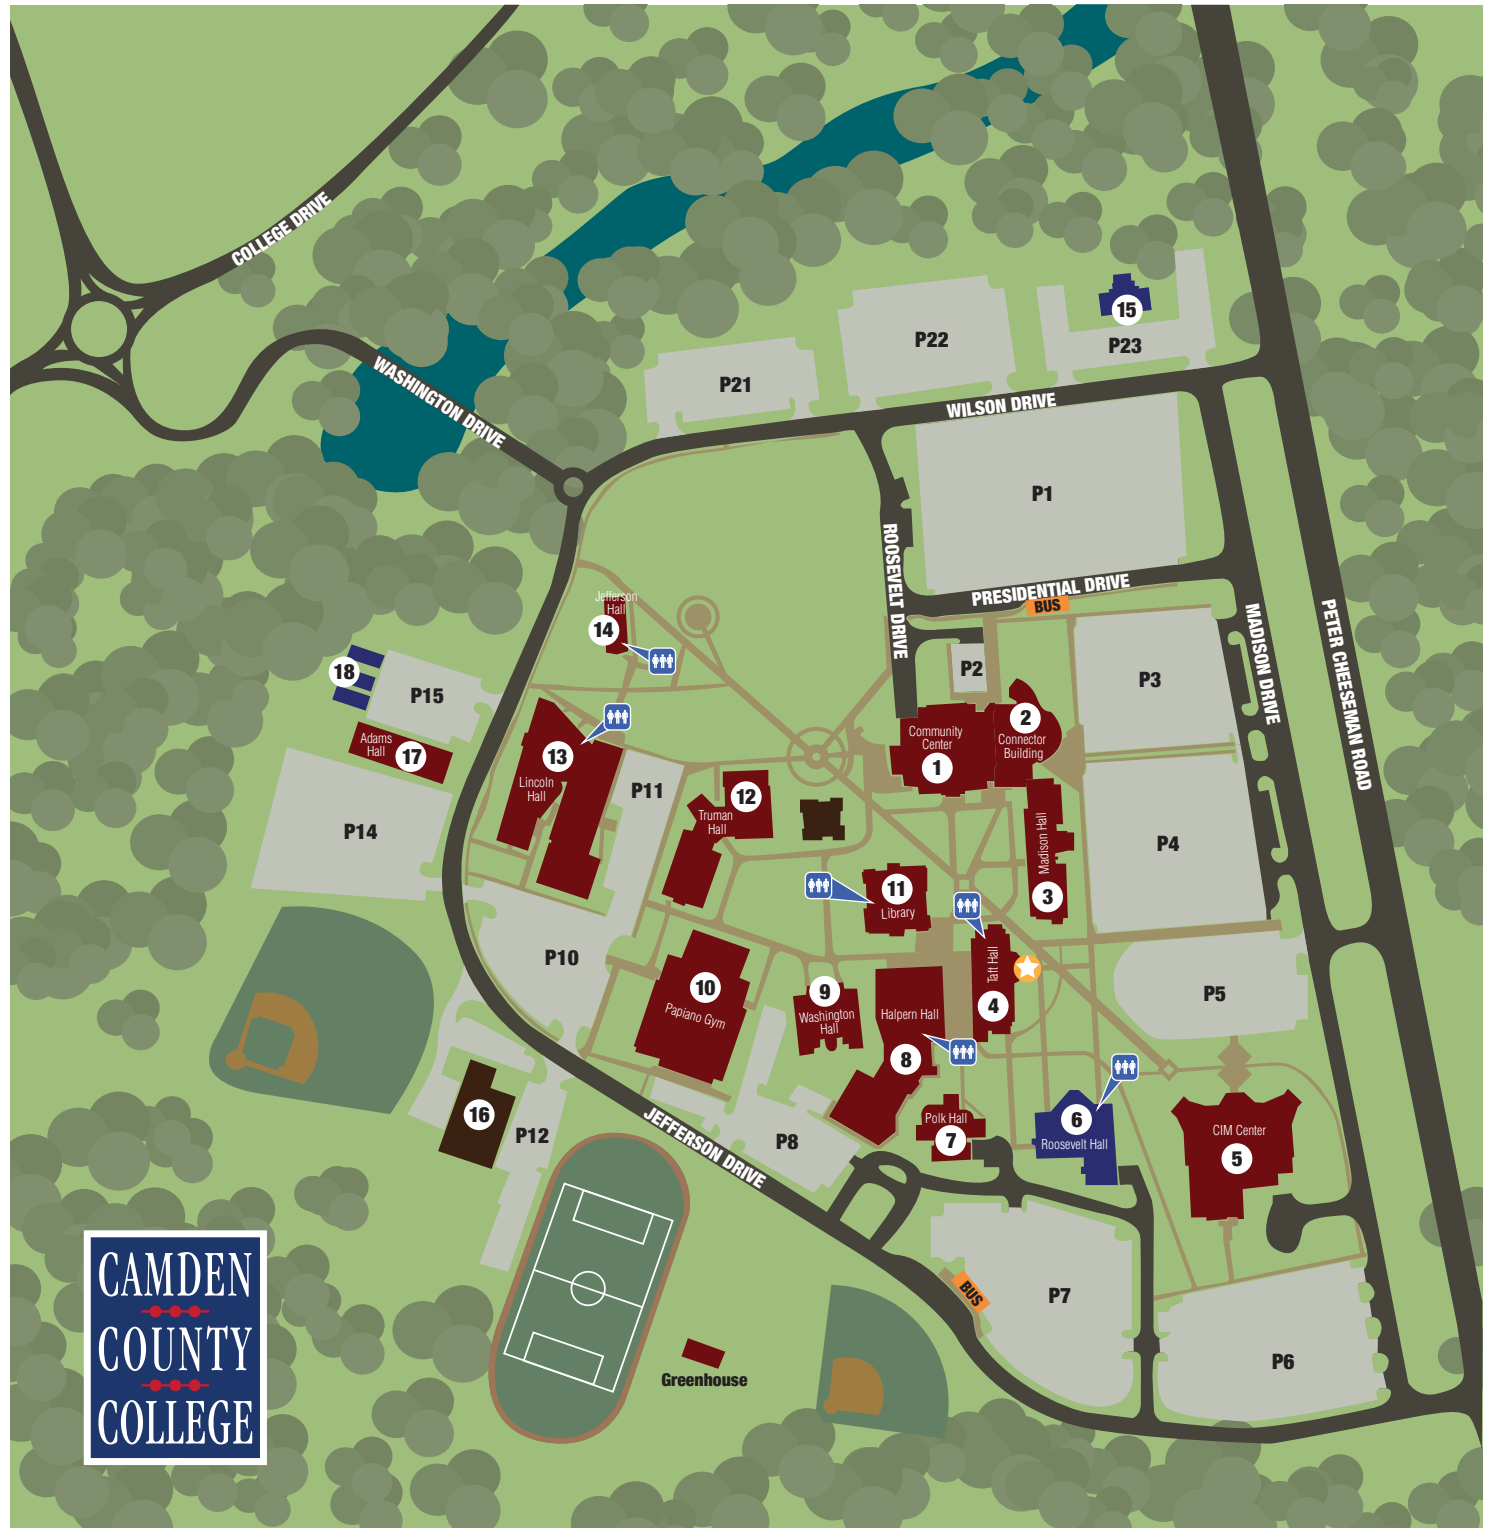 COLLEGE DRIVE
15
P22
P23
WASHINGTON DRIVE
P21
WILSON DRIVE
P1
ROOSEVELT DRIVE
PRESIDENTIAL DRIVE
BUS
MADISON DRIVE
PETER CHEESEMAN ROAD
Jefferson
Hall
14
18
P15
P2
P3
Adams
Hall
17
13
Lincoln
Hall
P11
12
Truman
Hall
Community
Center
1
2
Connector
Building
P14
Madison Hall
3
P4
11
Library
P10
10
Papiano Gym
9
Washington
Hall
Halpern Hall
8
Taft Hall
4
P5
16
P12
JEFFERSON DRIVE
P8
Polk Hall
7
6
Roosevelt Hall
CIM Center
5
BUS
P7
P6
Greenhouse
CAMDEN
COUNTY
COLLEGE